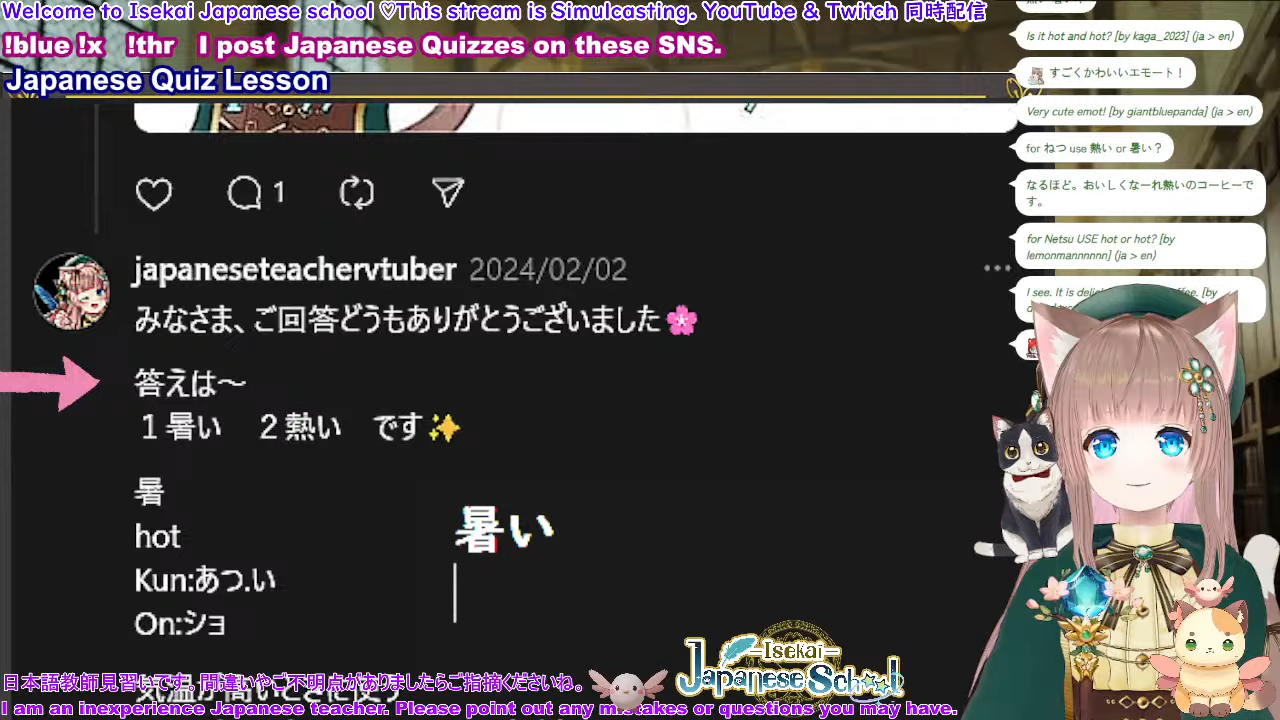 Welcome to Isekai Japanese school ♡This stream is Simulcasting. YouTube & Twitch 同時配信
!blue !x !thr I post Japanese Quizzes on these SNS.
Japanese Quiz Lesson
1
japaneseteachervtuber 2024/02/02
みなさま、ご回答どうもありがとうございました🌸
答えは〜
１暑い ２熱い です✨
暑
hot
Kun:あつ.い
On:ショ
暑い
日本語教師見習いです。間違いやご不明点がありましたらご指摘くださいね。
I am an inexperience Japanese teacher. Please point out any mistakes or questions you may have.
Isekai
Japanese School
Is it hot and hot? [by kaga_2023] (ja > en)
すごくかわいいエモート！
Very cute emot! [by giantbluepanda] (ja > en)
for ねつ use 熱い or 暑い？
なるほど。おいしくなーれ熱いのコーヒーで
す。
for Netsu USE hot or hot? [by
lemonmannnnnn] (ja > en)
I see. It is
[by